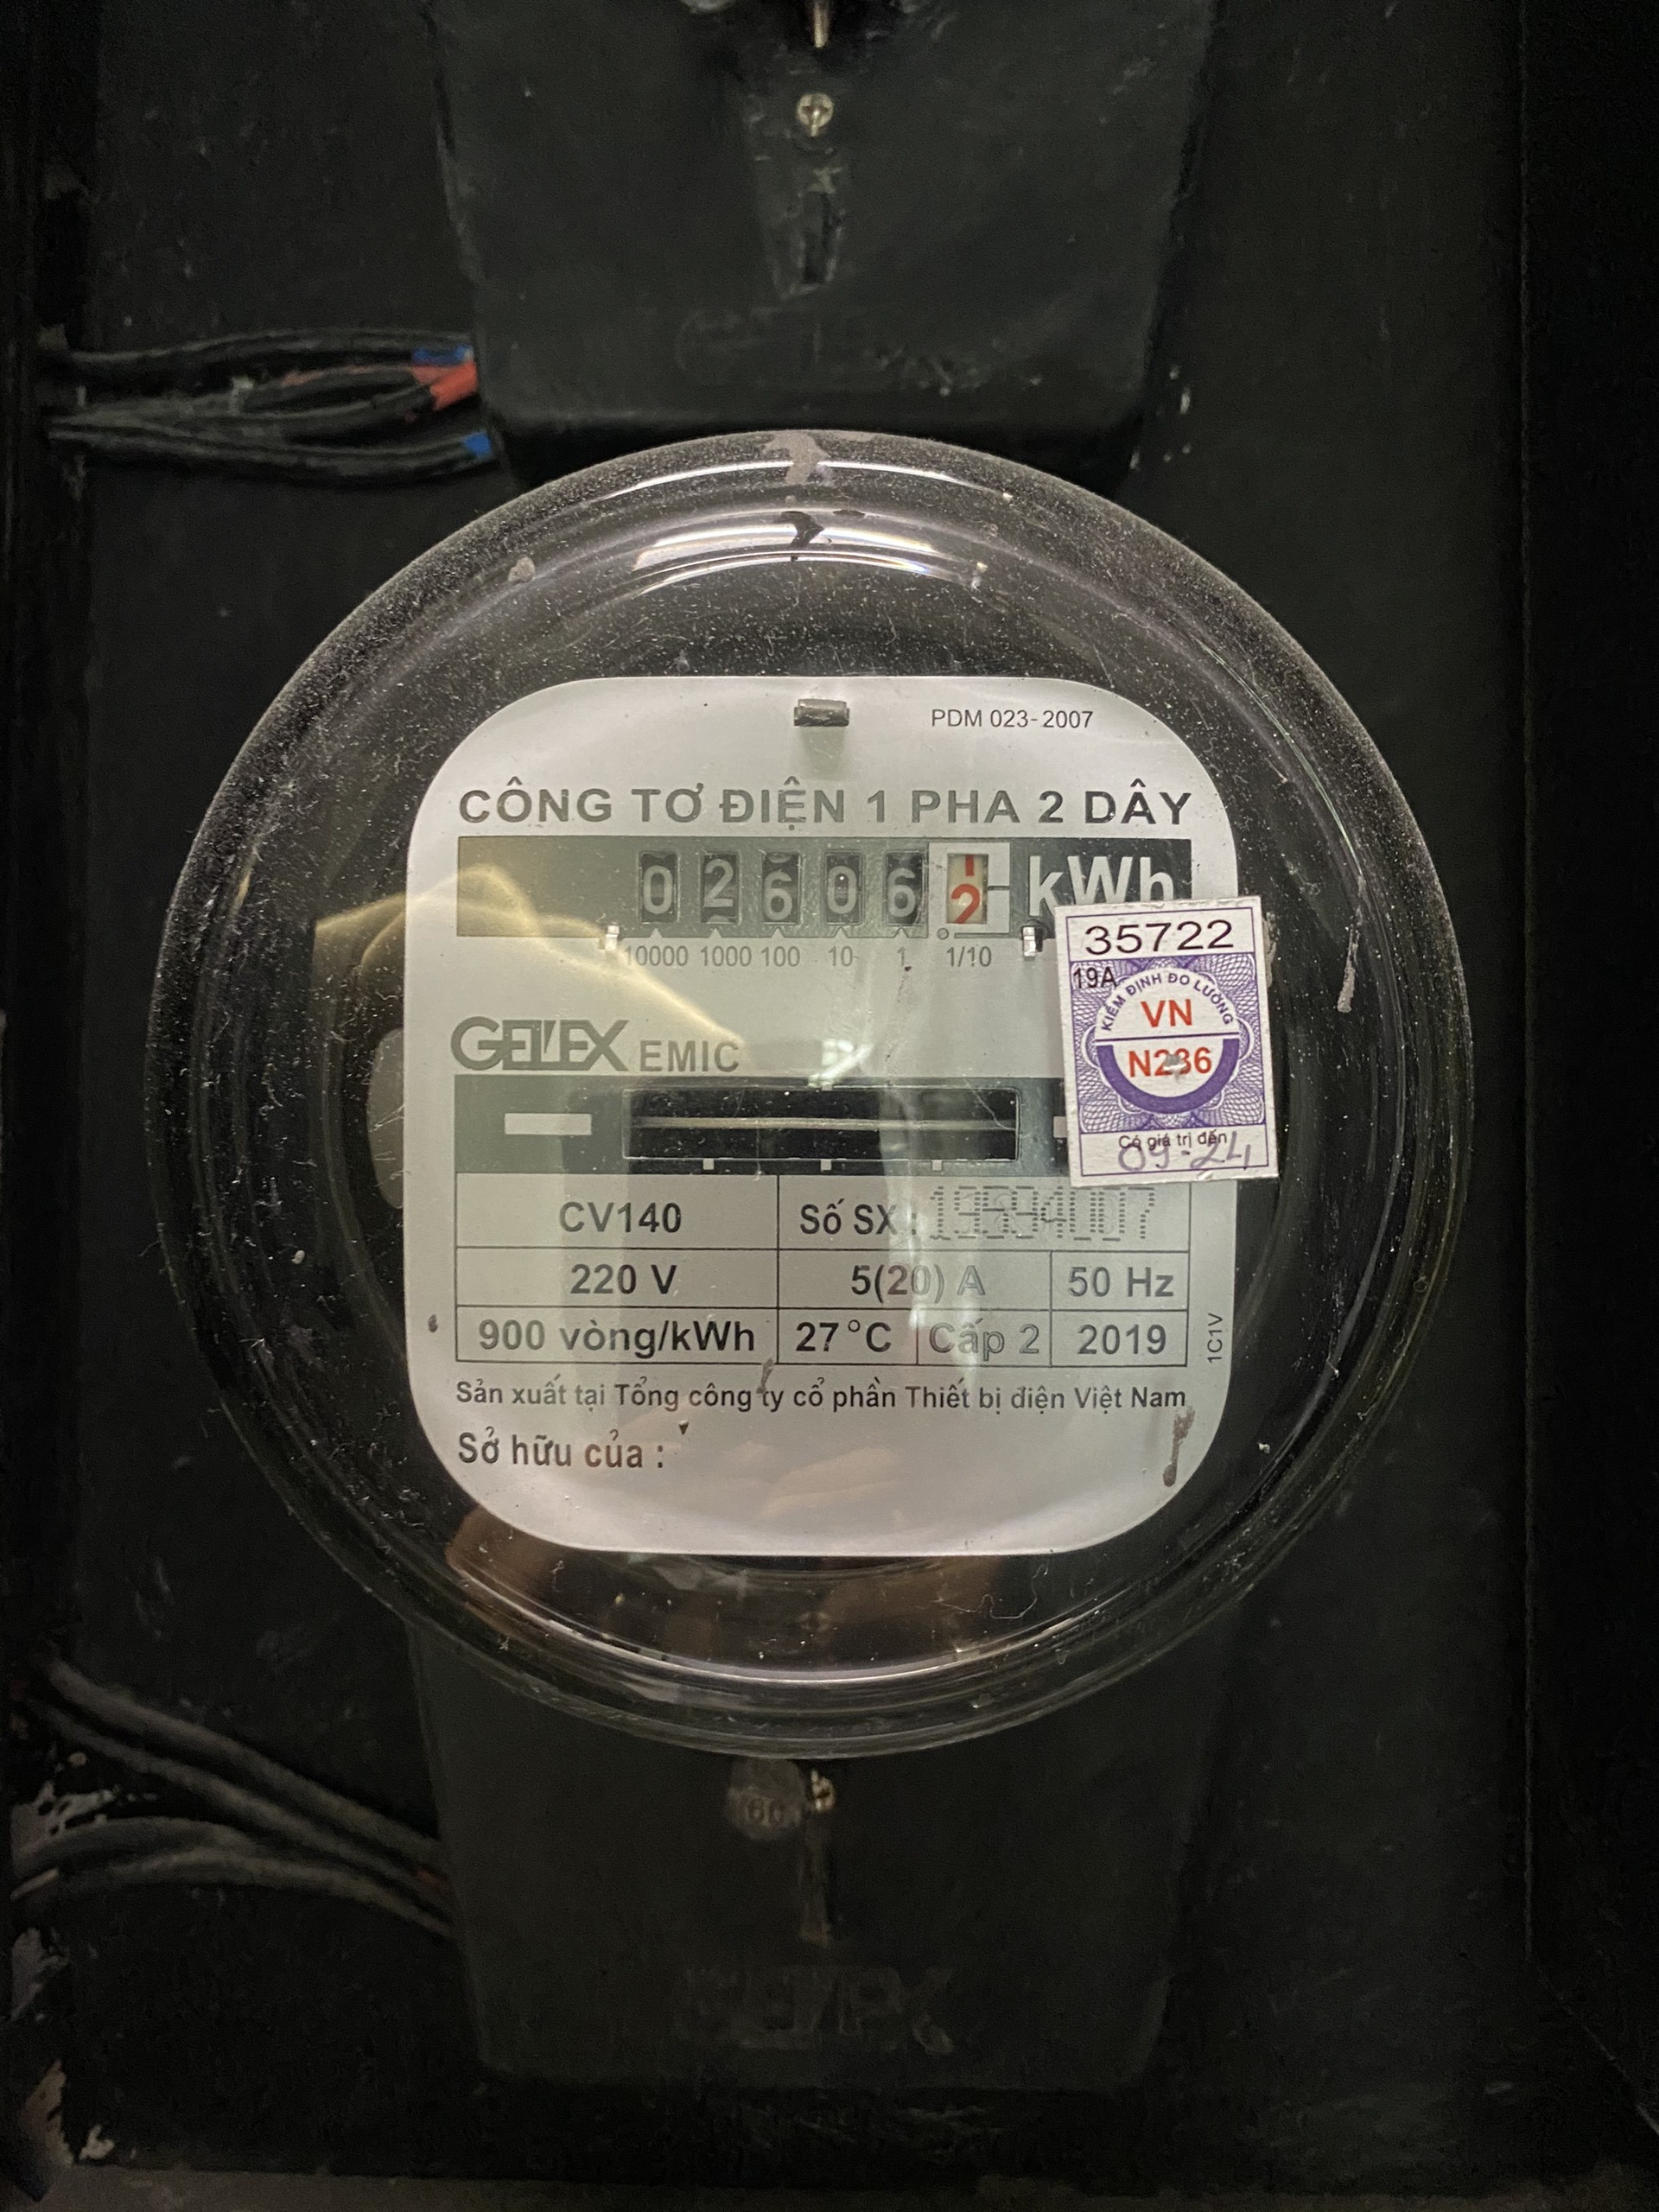 PDM 023-2007
CÔNG TƠ ĐIỆN 1 PHA 2 DÂY
0 2 6 0 6 2 kWh
10000 1000 100 10 1 1/10
35722
19A
KIỂM ĐỊNH ĐO LƯỜNG
VN
N236
Có giá trị đến
09-24
GELEX EMIC
CV140 Số SX: 19594007
220 V 5(20) A 50 Hz
900 vòng/kWh 27°C Cấp 2 2019
1C1V
Sản xuất tại Tổng công ty cổ phần Thiết bị điện Việt Nam
Sở hữu của :